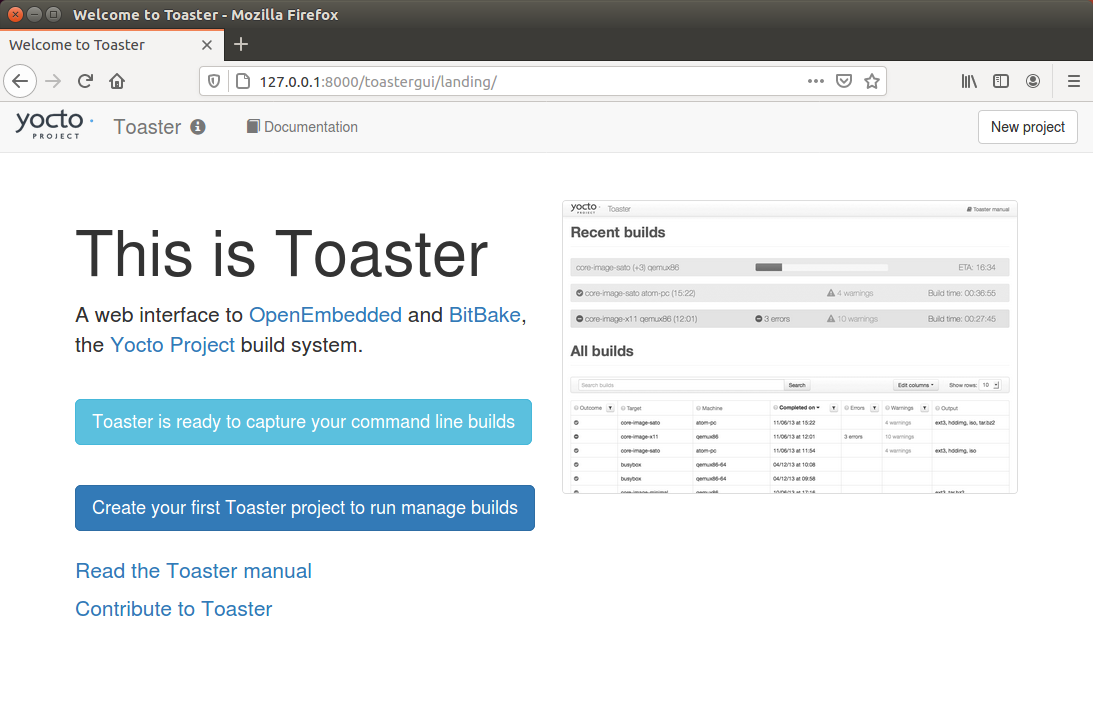 Welcome to Toaster - Mozilla Firefox
Welcome to Toaster
127.0.0.1:8000/toastergui/landing/
yocto
PROJECT
Toaster
Documentation
New project
This is Toaster
A web interface to OpenEmbedded and BitBake,
the Yocto Project build system.
Toaster is ready to capture your command line builds
Create your first Toaster project to run manage builds
Read the Toaster manual
Contribute to Toaster
yocto Toaster Toaster manual
PROJECT
Recent builds
core-image-sato (+3) qemux86 ETA: 16:34
core-image-sato atom-pc (15:22) 4 warnings Build time: 00:36:55
core-image-x11 qemux86 (12:01) 3 errors 10 warnings Build time: 00:27:45
All builds
Search builds Search Edit columns Show rows: 10
Outcome Target Machine Completed on Errors Warnings Output
core-image-sato atom-pc 11/06/13 at 15:22 4 warnings ext3, hddimg, iso, tar.bz2
core-image-x11 qemux86 11/06/13 at 12:01 3 errors 10 warnings
core-image-sato atom-pc 11/06/13 at 11:54 4 warnings ext3, hddimg, iso
busybox qemux86-64 04/12/13 at 10:08
busybox qemux86-64 04/12/13 at 09:58